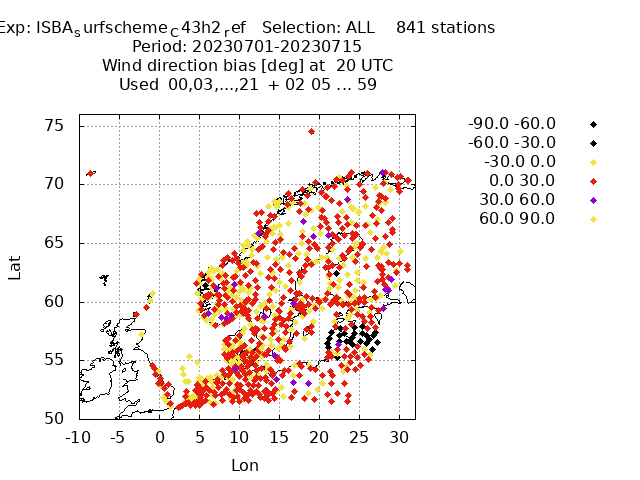 Exp: ISBAsurfschemeC43h2ref   Selection: ALL    841 stations
Period: 20230701-20230715
Wind direction bias [deg] at  20 UTC
Used  00,03,...,21  + 02 05 ... 59
-90.0 -60.0
-60.0 -30.0
-30.0 0.0
0.0 30.0
30.0 60.0
60.0 90.0
75
70
65
60
55
50
Lat
-10 -5 0 5 10 15 20 25 30
Lon